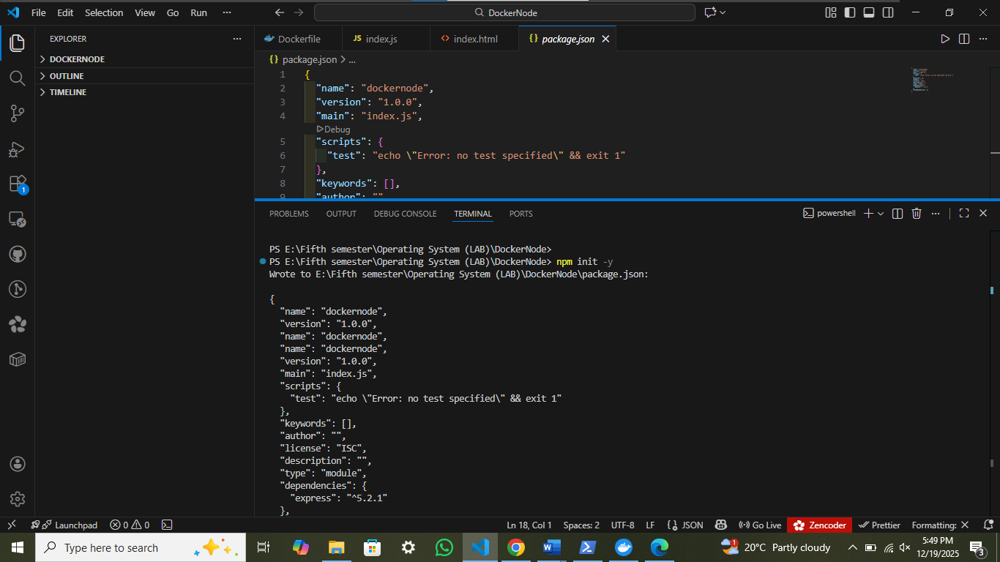 File Edit Selection View Go Run ··· DockerNode
EXPLORER ···
DOCKERNODE
OUTLINE
TIMELINE
Dockerfile JS index.js <> index.html {} package.json
{} package.json > ...
1 {
2 "name": "dockernode",
3 "version": "1.0.0",
4 "main": "index.js",
Debug
5 "scripts": {
6 "test": "echo \"Error: no test specified\" && exit 1"
7 },
8 "keywords": [],
9 "author": ""
1
PROBLEMS OUTPUT DEBUG CONSOLE TERMINAL PORTS powershell
PS E:\Fifth semester\Operating System (LAB)\DockerNode>
PS E:\Fifth semester\Operating System (LAB)\DockerNode> npm init -y
Wrote to E:\Fifth semester\Operating System (LAB)\DockerNode\package.json:
{
"name": "dockernode",
"version": "1.0.0",
"name": "dockernode",
"name": "dockernode",
"version": "1.0.0",
"main": "index.js",
"scripts": {
"test": "echo \"Error: no test specified\" && exit 1"
},
"keywords": [],
"author": "",
"license": "ISC",
"description": "",
"type": "module",
"dependencies": {
"express": "^5.2.1"
},
Launchpad 0 0 Ln 18, Col 1 Spaces: 2 UTF-8 LF {} JSON Go Live Zencoder Prettier Formatting: ×
Type here to search 1 20°C Partly cloudy 5:49 PM
12/19/2025 3